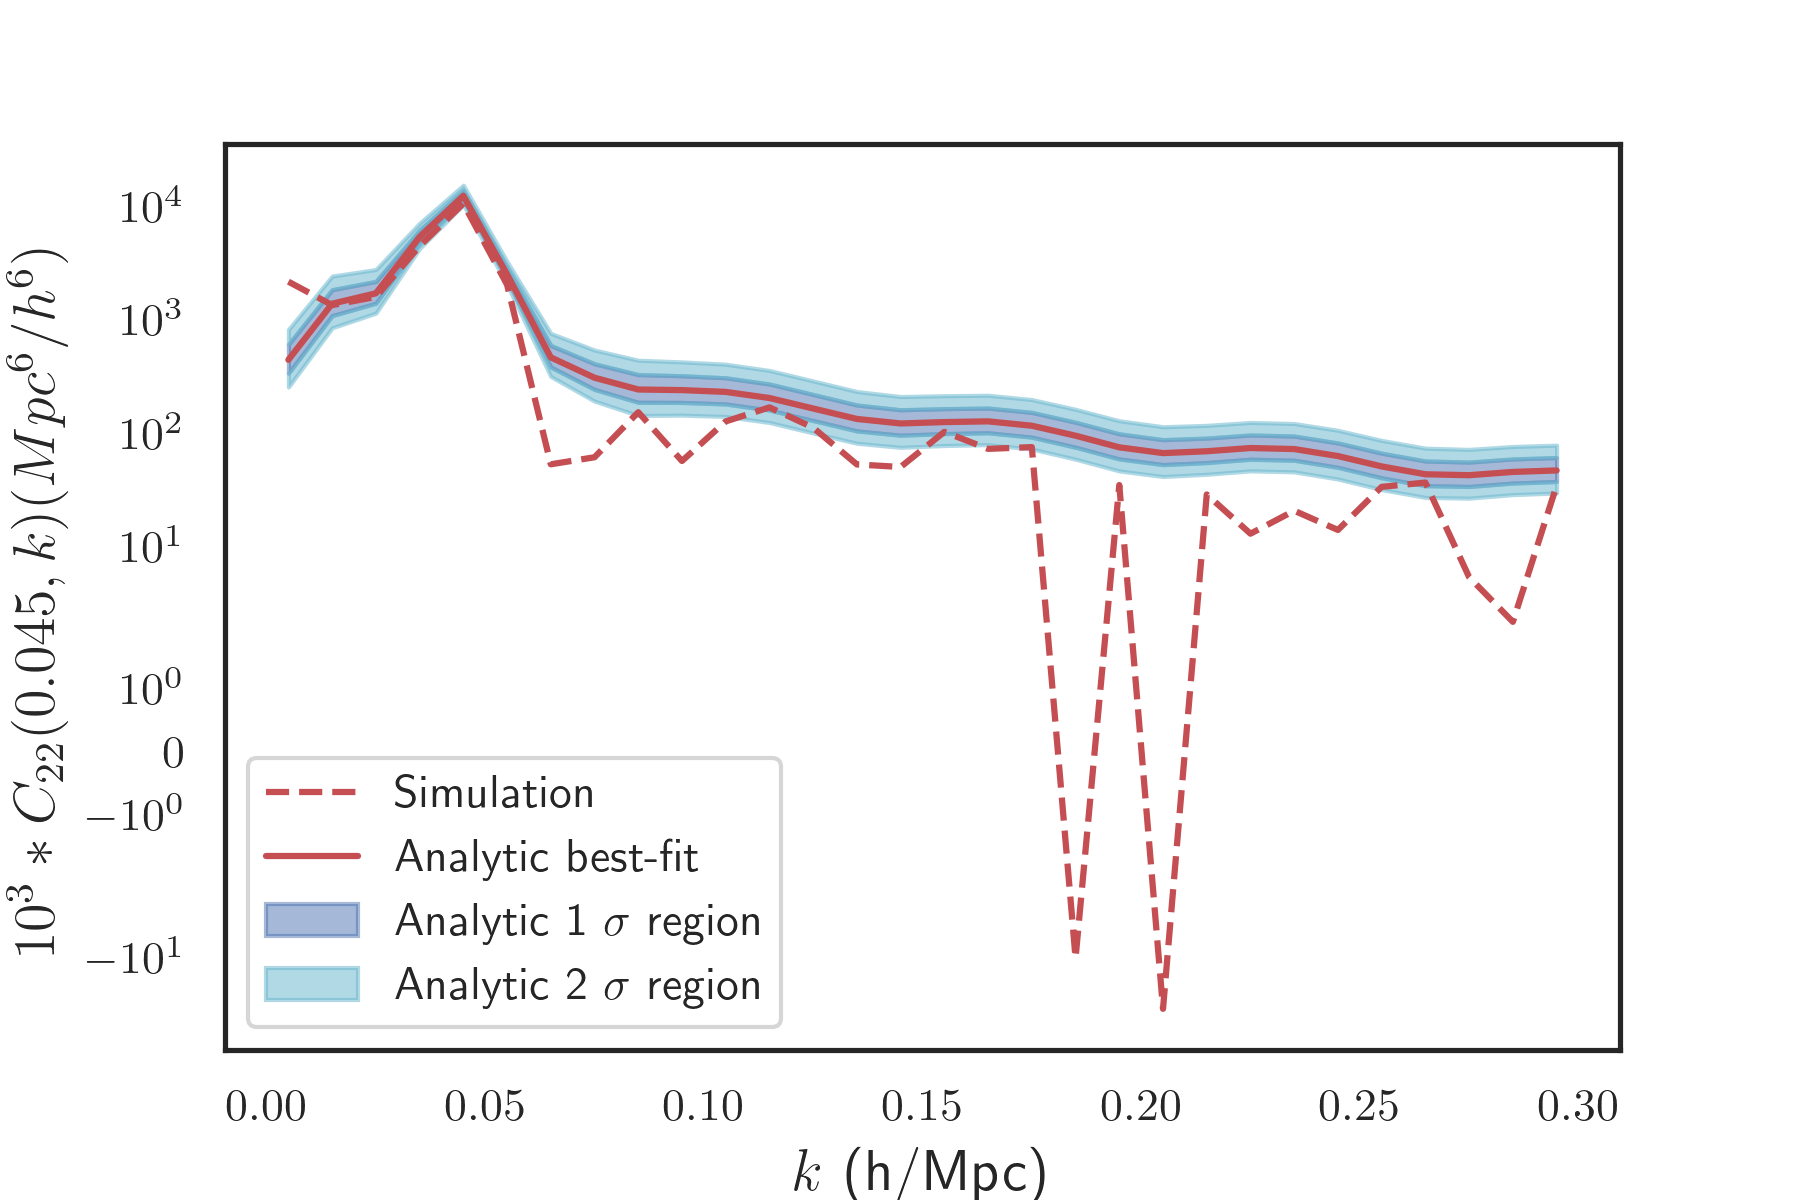 10^4
10^3
10^2
10^1
10^0
0
−10^0
−10^1
10^3 * C_{22}(0.045, k)(Mpc^6/h^6)
Simulation
Analytic best-fit
Analytic 1 σ region
Analytic 2 σ region
0.00 0.05 0.10 0.15 0.20 0.25 0.30
k (h/Mpc)